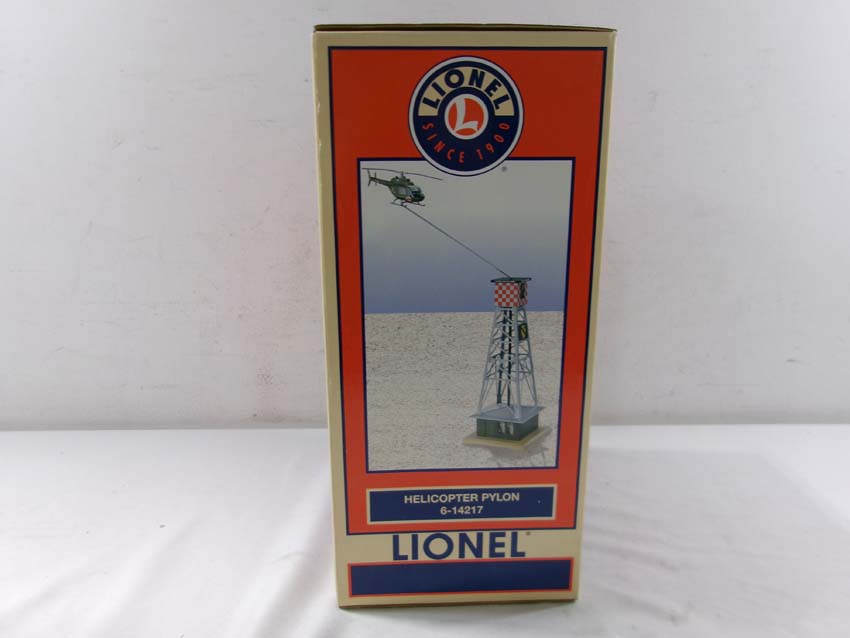 LIONEL
L
SINCE 1900
®
HELICOPTER PYLON
6-14217
LIONEL®